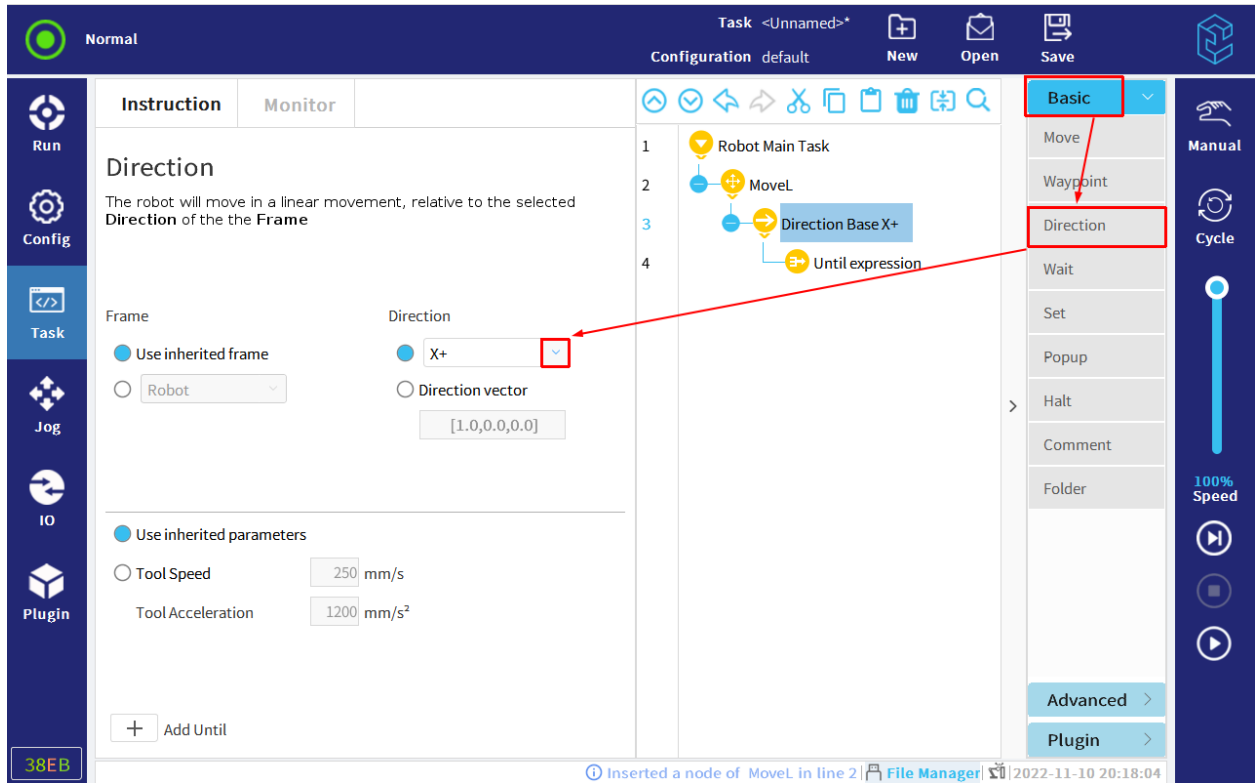 Normal
Task <Unnamed>*
Configuration default
New
Open
Save
Run
Config
Task
Jog
IO
Plugin
38EB
Instruction
Monitor
Direction
The robot will move in a linear movement, relative to the selected
Direction of the the Frame
Frame
Direction
Use inherited frame
X+
Robot
Direction vector
[1.0,0.0,0.0]
Use inherited parameters
Tool Speed 250 mm/s
Tool Acceleration 1200 mm/s²
+ Add Until
1 Robot Main Task
2 MoveL
3 Direction Base X+
4 Until expression
Basic
Move
Waypoint
Direction
Wait
Set
Popup
Halt
Comment
Folder
Advanced >
Plugin >
Manual
Cycle
100%
Speed
Inserted a node of MoveL in line 2
File Manager
2022-11-10 20:18:04